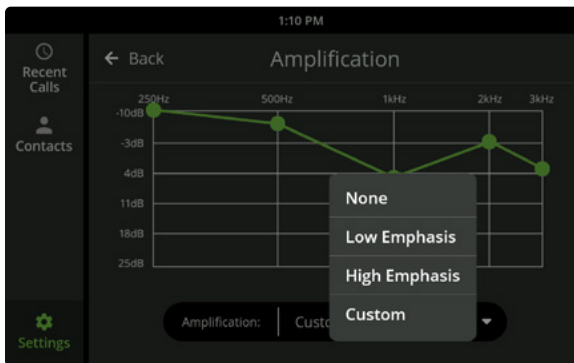 1:10 PM
Recent
Calls
Contacts
Settings
Back
Amplification
250Hz 500Hz 1kHz 2kHz 3kHz
-10dB
-3dB
4dB
11dB
18dB
25dB
None
Low Emphasis
High Emphasis
Custom
Amplification: Custo